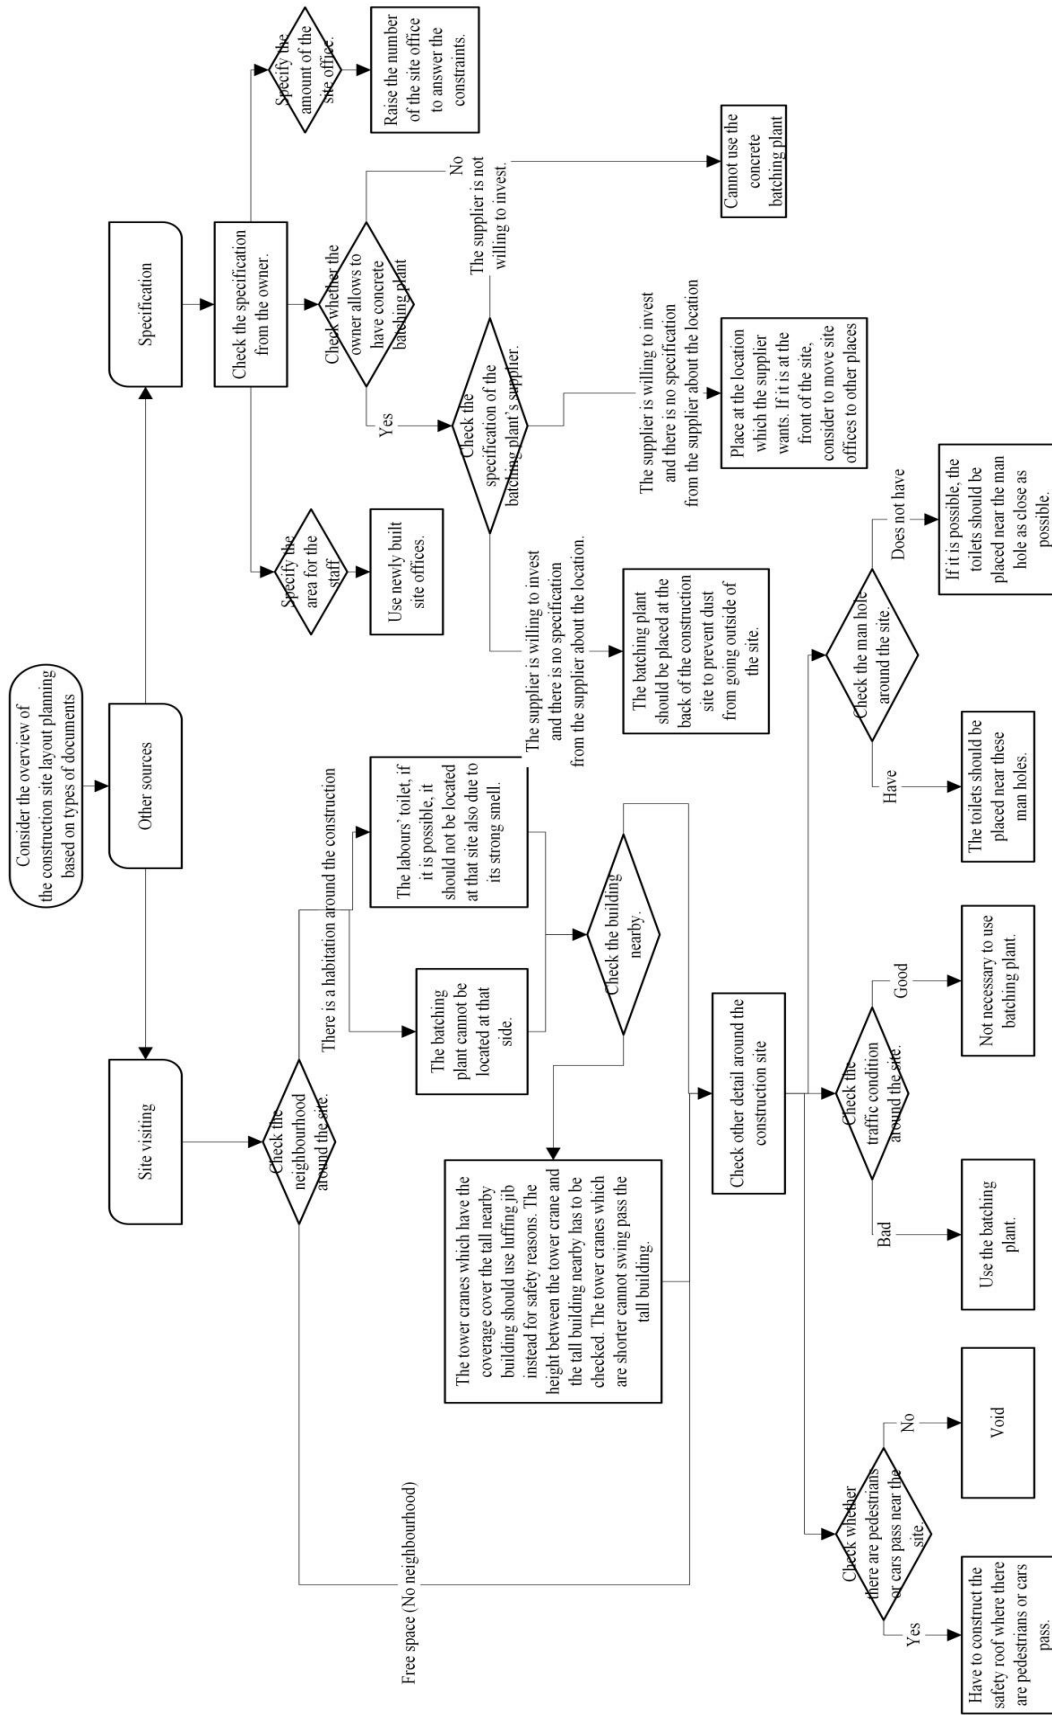 Consider the overview of
the construction site layout planning
based on types of documents
Site visiting
Other sources
Specification
Check the
neighbourhood
around the site.
Free space (No neighbourhood)
There is a habitation around the construction
The batching
plant cannot be
located at that
side.
The labours’ toilet, if
it is possible, it
should not be located
at that site also due to
its strong smell.
Check the building
nearby.
The tower cranes which have the
coverage cover the tall nearby
building should use luffing jib
instead for safety reasons. The
height between the tower crane and
the tall building nearby has to be
checked. The tower cranes which
are shorter cannot swing pass the
tall building.
Check other detail around the
construction site
Check whether
there are pedestrians
or cars pass near the
site.
Yes
No
Have to construct the
safety roof where there
are pedestrians or cars
pass.
Void
Check the
traffic condition
around the site.
Bad
Good
Use the batching
plant.
Not necessary to use
batching plant.
Check the man hole
around the site.
Have
Does not have
The toilets should be
placed near these
man holes.
If it is possible, the
toilets should be
placed near the man
hole as close as
possible.
Check the specification
from the owner.
Specify the
area for the
staff
Use newly built
site offices.
Check whether the
owner allows to
have concrete
batching plant
Yes
No
Specify the
amount of the
site office.
Raise the number
of the site office
to answer the
constraints.
Check the
specification of the
batching plant’s supplier.
The supplier is not
willing to invest.
The supplier is willing to invest
and there is no specification
from the supplier about the location.
The supplier is willing to invest
and there is no specification
from the supplier about the location
The batching plant
should be placed at the
back of the construction
site to prevent dust
from going outside of
the site.
Place at the location
which the supplier
wants. If it is at the
front of the site,
consider to move site
offices to other places
Cannot use the
concrete
batching plant